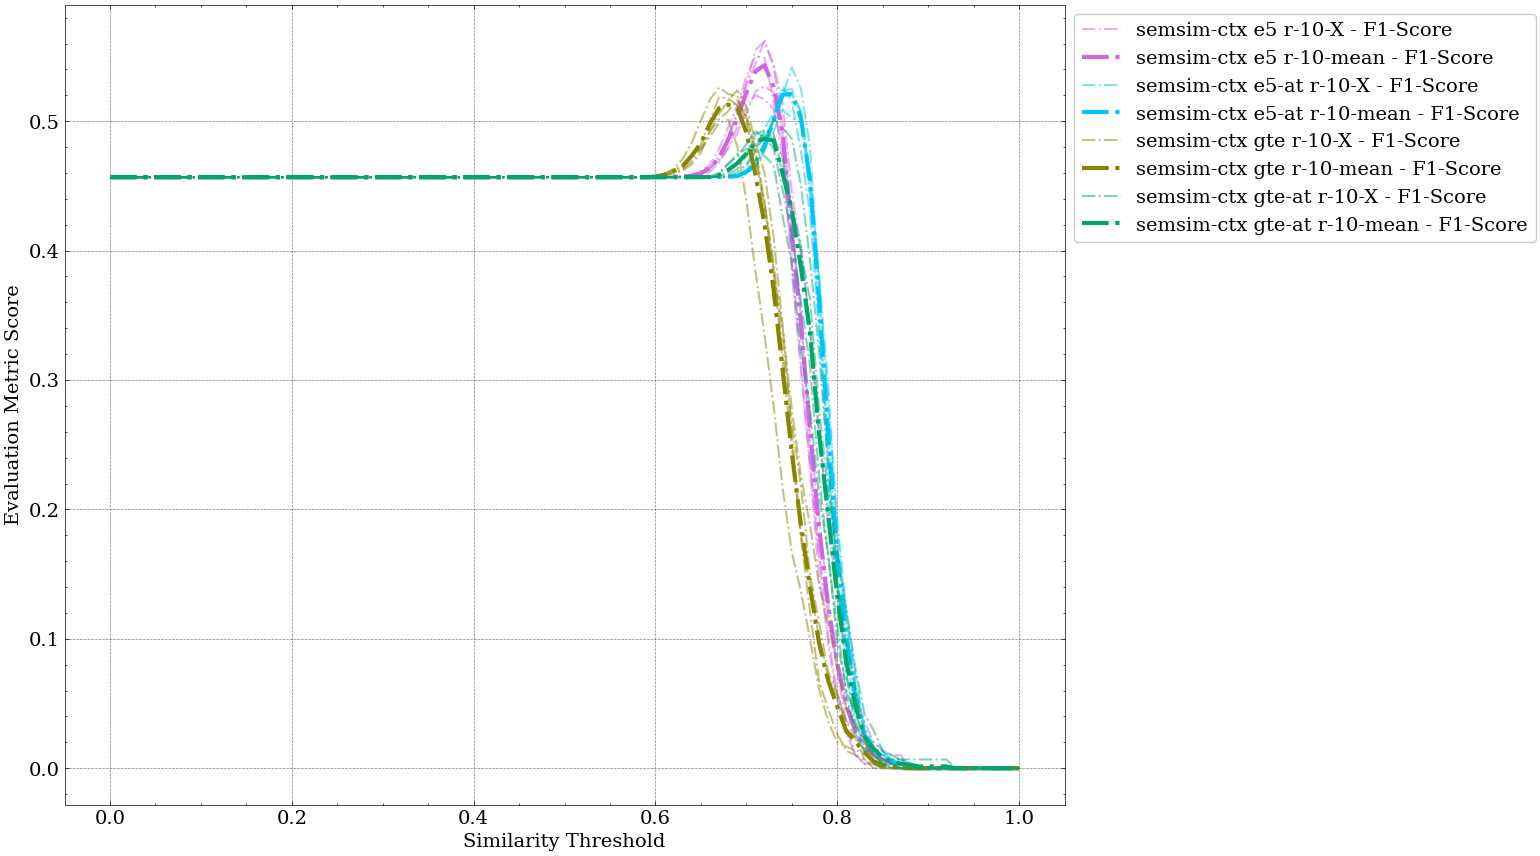 semsim-ctx e5 r-10-X - F1-Score
semsim-ctx e5 r-10-mean - F1-Score
semsim-ctx e5-at r-10-X - F1-Score
semsim-ctx e5-at r-10-mean - F1-Score
semsim-ctx gte r-10-X - F1-Score
semsim-ctx gte r-10-mean - F1-Score
semsim-ctx gte-at r-10-X - F1-Score
semsim-ctx gte-at r-10-mean - F1-Score
Evaluation Metric Score
0.5
0.4
0.3
0.2
0.1
0.0
0.0 0.2 0.4 0.6 0.8 1.0
Similarity Threshold